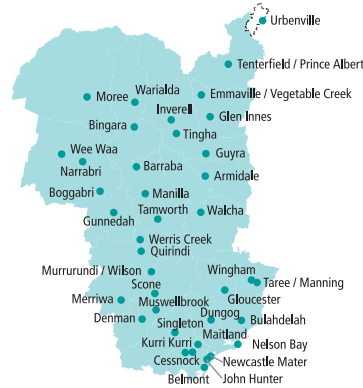 Urbenville
Tenterfield / Prince Albert
Moree
Warialda
Emmaville / Vegetable Creek
Inverell
Glen Innes
Bingara
Tingha
Wee Waa
Guyra
Narrabri
Barraba
Armidale
Boggabri
Manilla
Gunnedah
Tamworth
Walcha
Werris Creek
Quirindi
Murrurundi / Wilson
Wingham
Taree / Manning
Scone
Gloucester
Merriwa
Muswellbrook
Dungog
Denman
Singleton
Bulahdelah
Kurri Kurri
Maitland
Nelson Bay
Cessnock
Newcastle Mater
Belmont
John Hunter